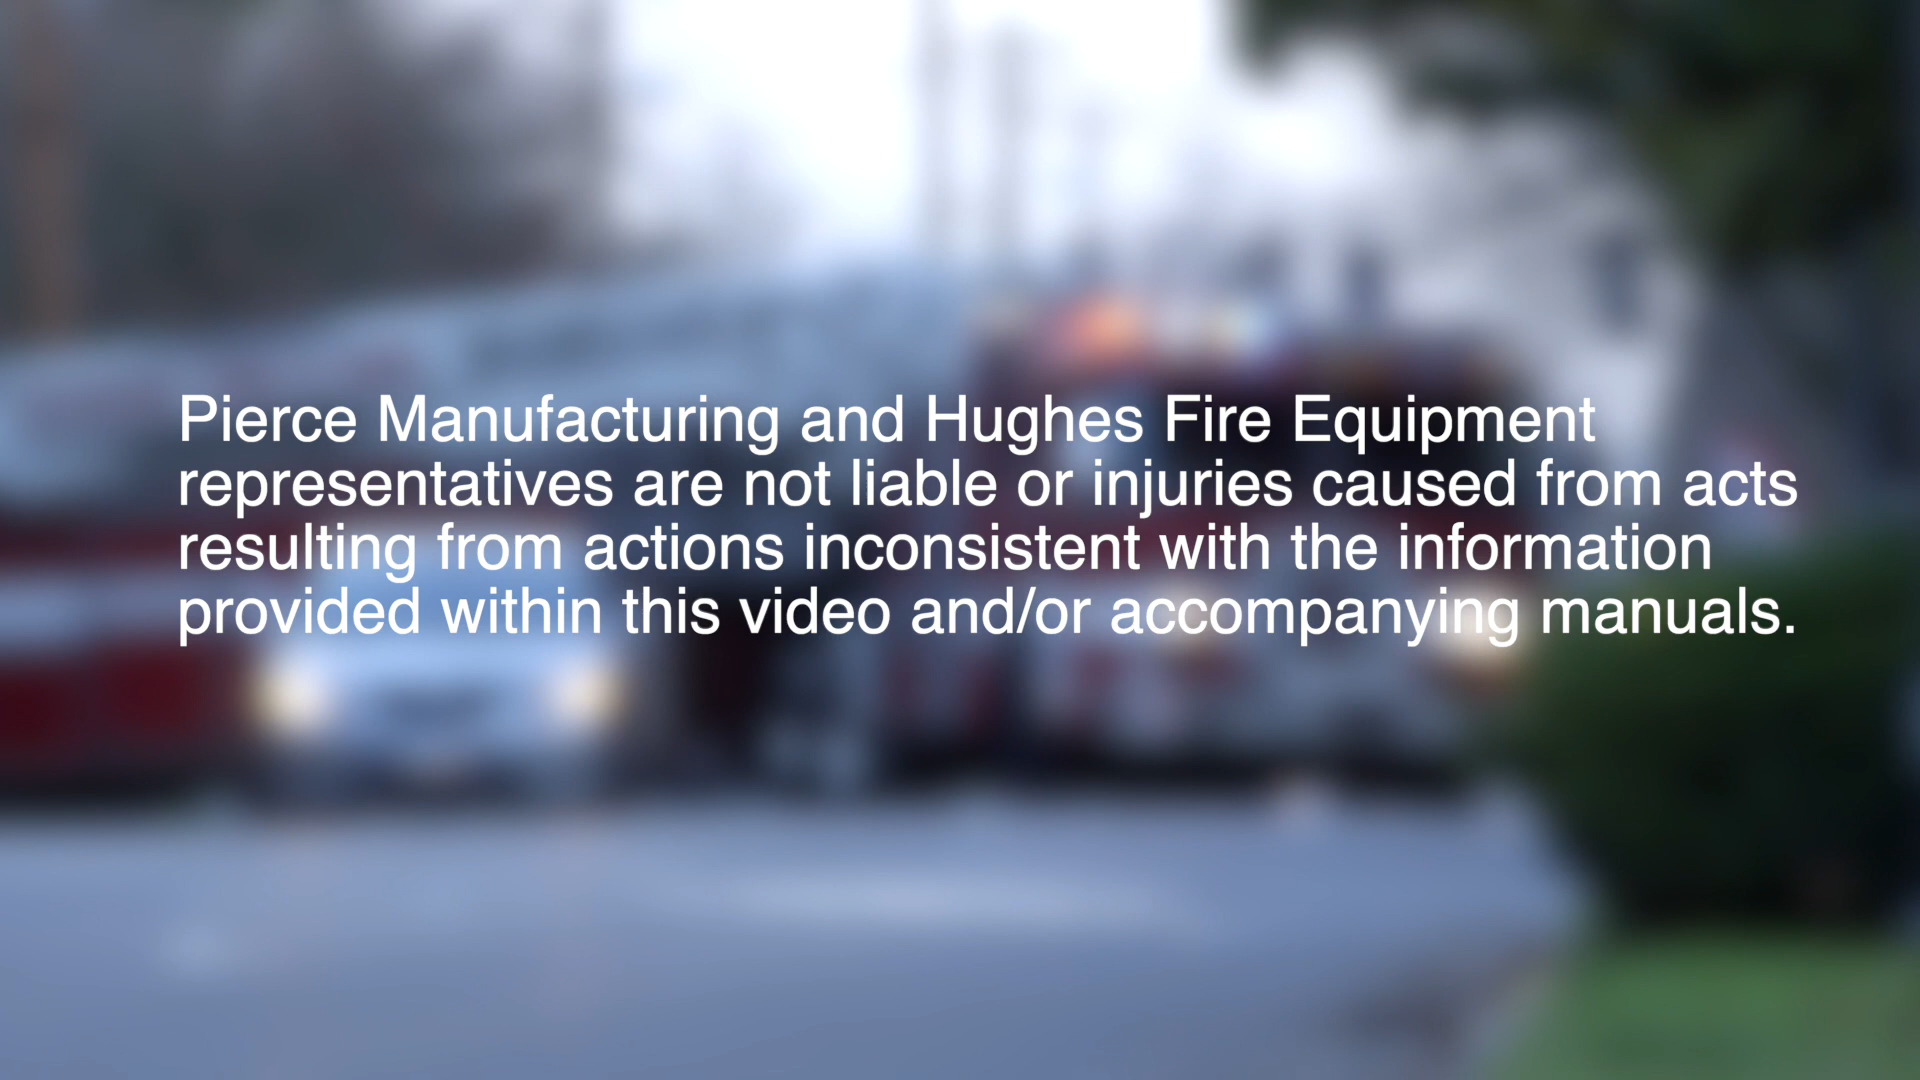 Pierce Manufacturing and Hughes Fire Equipment
representatives are not liable or injuries caused from acts
resulting from actions inconsistent with the information
provided within this video and/or accompanying manuals.